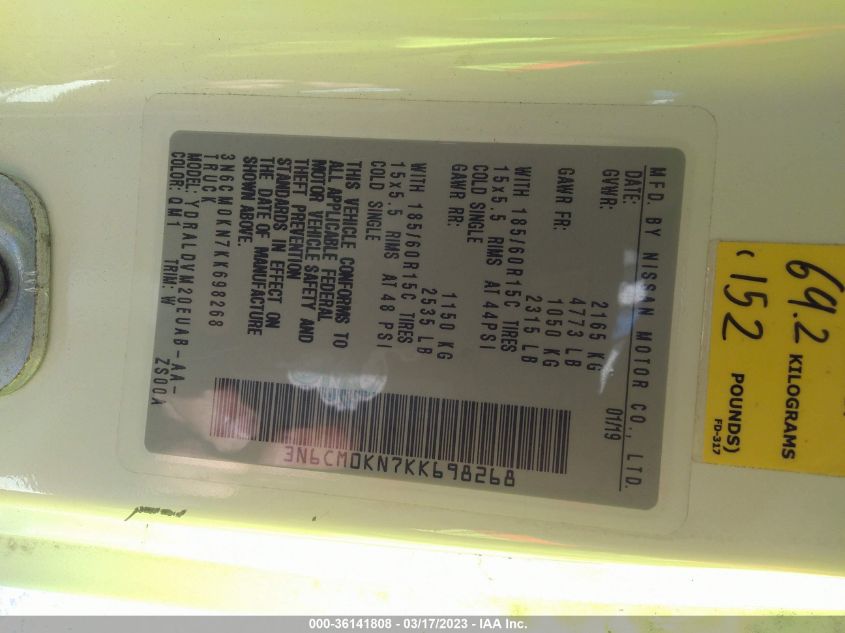 MFD. BY NISSAN MOTOR CO., LTD.
DATE: 01/19
GVWR: 2165 KG
4773 LB
GAWR FR: 1050 KG
2315 LB
WITH 185/60R15C TIRES
15x5.5 RIMS AT 44PSI
COLD SINGLE
GAWR RR: 1150 KG
2535 LB
WITH 185/60R15C TIRES
15x5.5 RIMS AT 48 PSI
COLD SINGLE
THIS VEHICLE CONFORMS TO
ALL APPLICABLE FEDERAL
MOTOR VEHICLE SAFETY AND
THEFT PREVENTION
STANDARDS IN EFFECT ON
THE DATE OF MANUFACTURE
SHOWN ABOVE.
3N6CM0KN7KK698268
TRUCK
MODEL: YDRALDVM20EUAB-AA-
ZS00A
COLOR: QM1 TRIM: W
3N6CM0KN7KK698268
69.2 KILOGRAMS
(152 POUNDS)
FD-317
000-36141808 - 03/17/2023 - IAA Inc.